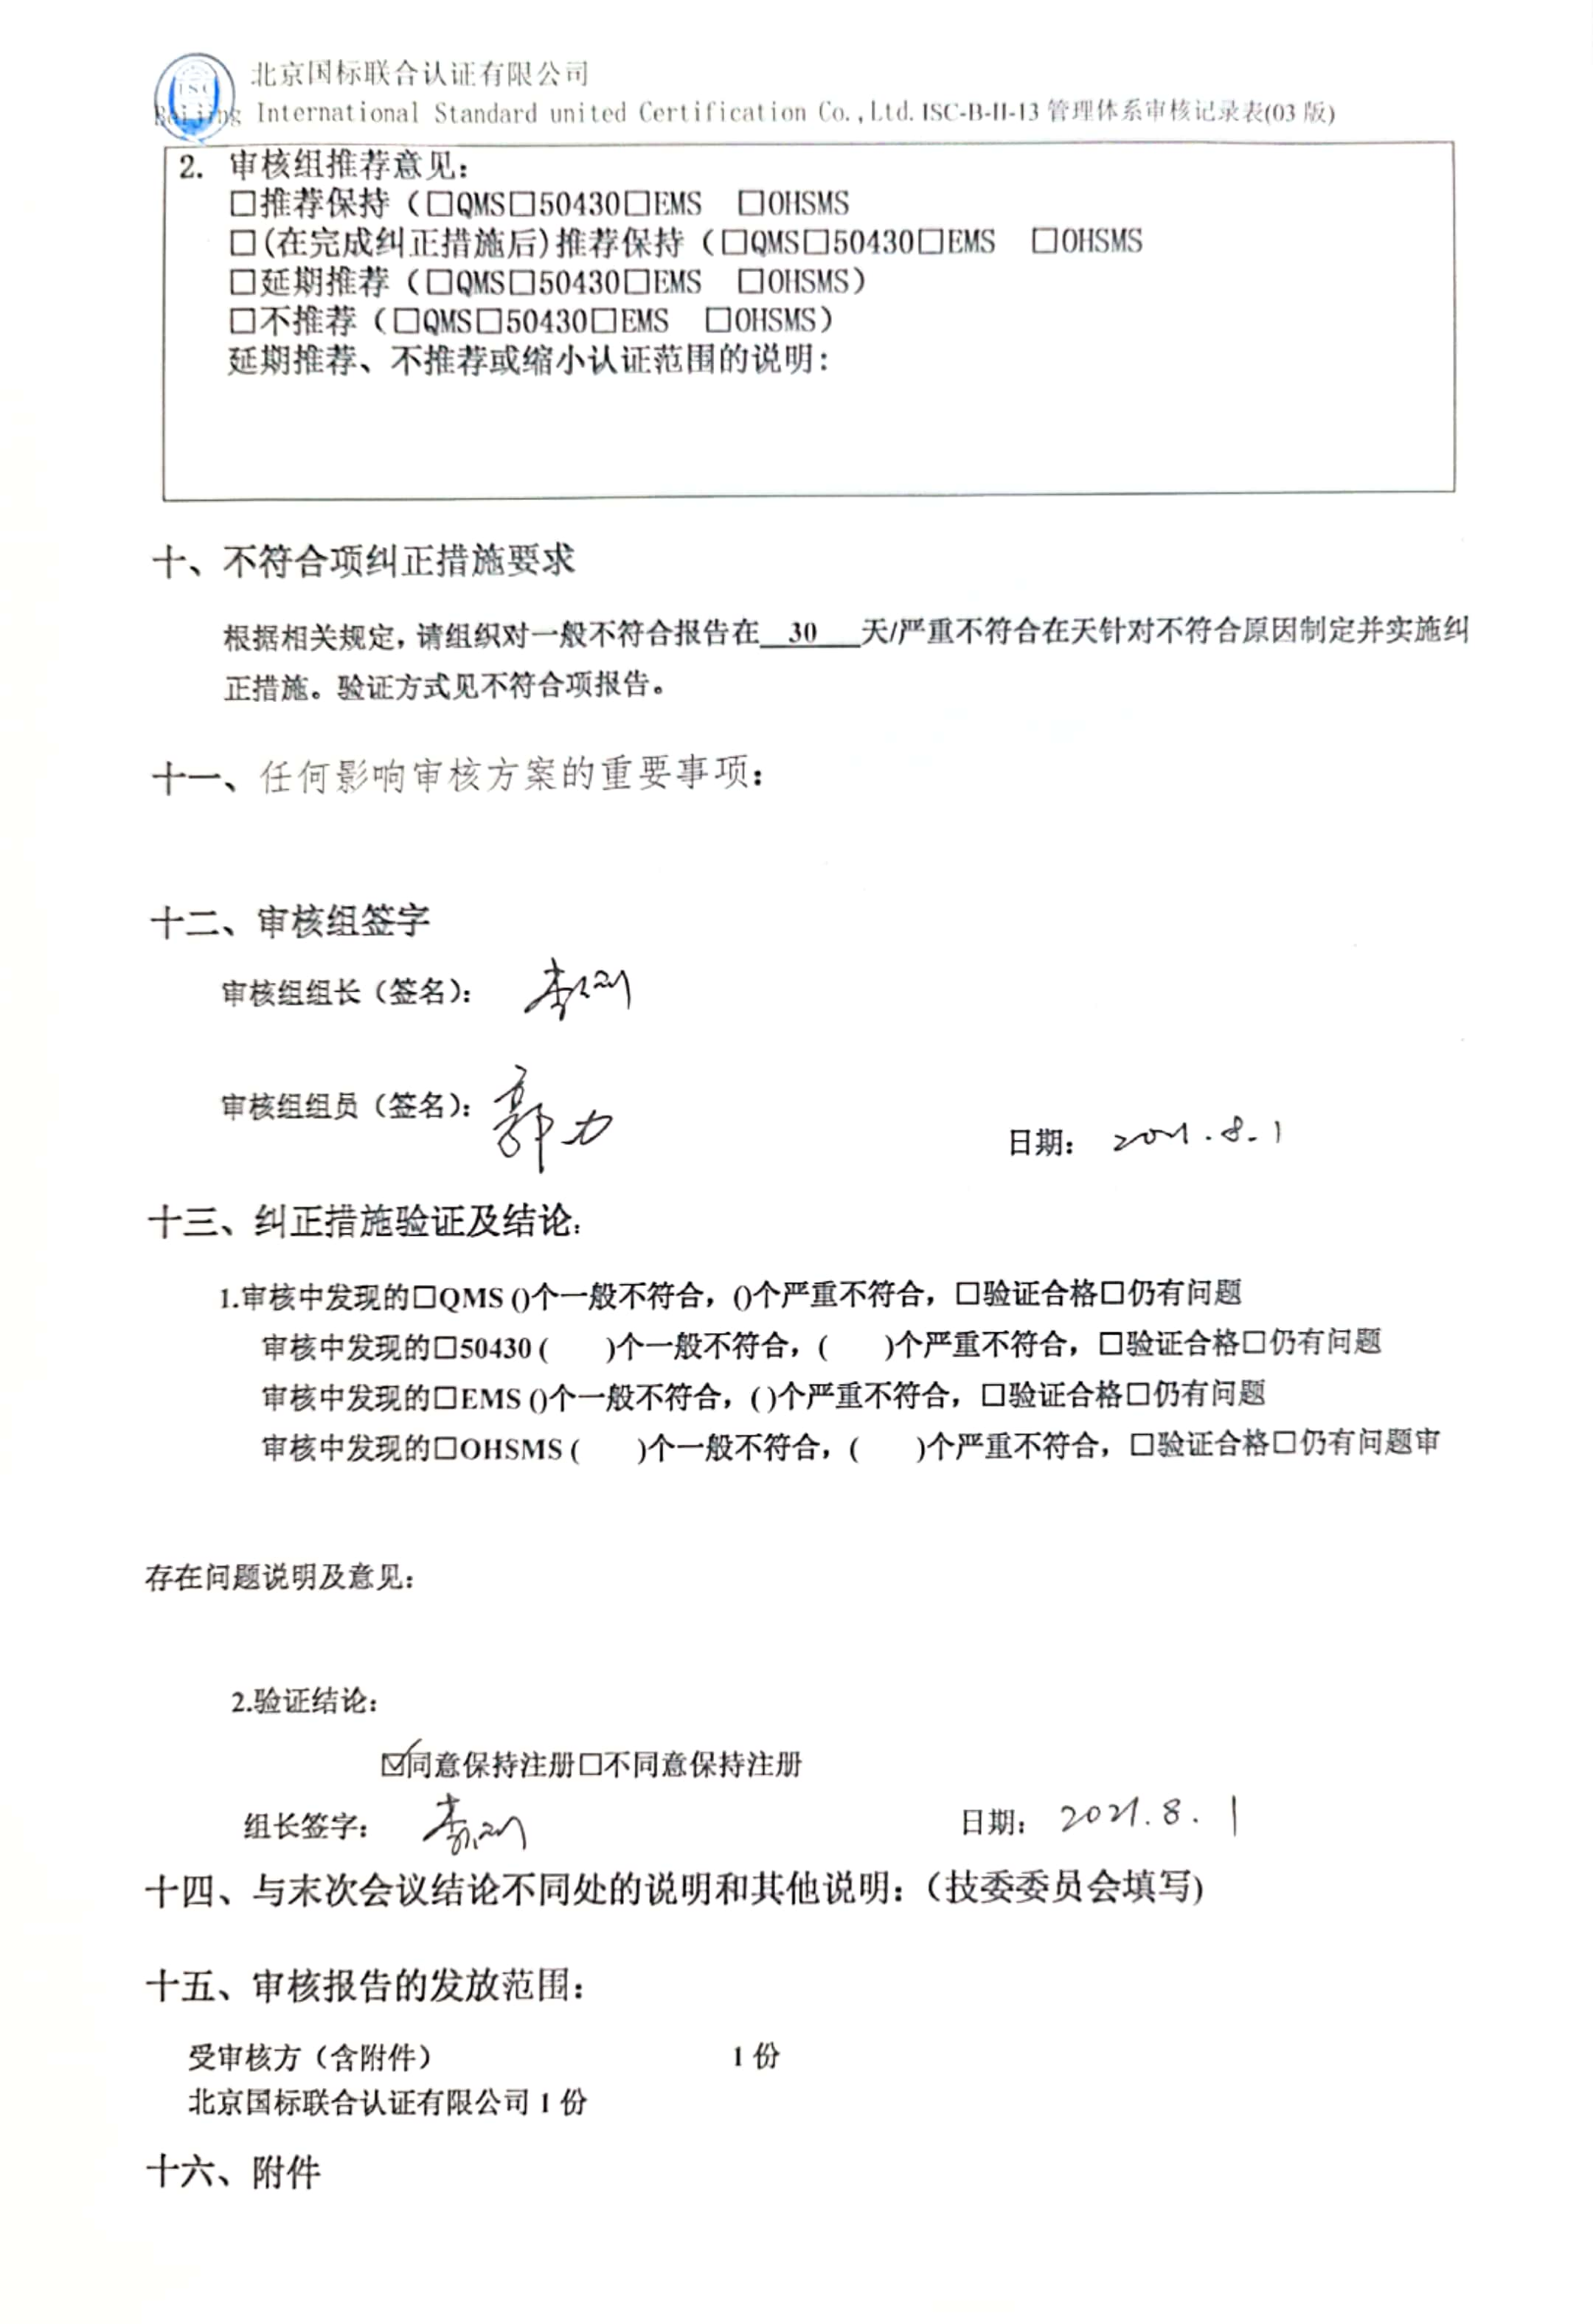 ISC
北京国标联合认证有限公司
Beijing International Standard united Certification Co.,Ltd. ISC-B-II-13 管理体系审核记录表(03 版)
2. 审核组推荐意见：
□推荐保持（□QMS□50430□EMS □OHSMS
□(在完成纠正措施后)推荐保持（□QMS□50430□EMS □OHSMS
□延期推荐（□QMS□50430□EMS □OHSMS）
□不推荐（□QMS□50430□EMS □OHSMS）
延期推荐、不推荐或缩小认证范围的说明：
十、不符合项纠正措施要求
根据相关规定，请组织对一般不符合报告在 30 天/严重不符合在天针对不符合原因制定并实施纠
正措施。验证方式见不符合项报告。
十一、任何影响审核方案的重要事项：
十二、审核组签字
审核组组长（签名）：
审核组组员（签名）：郭力
日期： 2021.8.1
十三、纠正措施验证及结论：
1.审核中发现的□QMS ()个一般不符合，()个严重不符合，□验证合格□仍有问题
审核中发现的□50430 ( )个一般不符合，( )个严重不符合，□验证合格□仍有问题
审核中发现的□EMS ()个一般不符合，( )个严重不符合，□验证合格□仍有问题
审核中发现的□OHSMS ( )个一般不符合，( )个严重不符合，□验证合格□仍有问题审
存在问题说明及意见：
2.验证结论：
☑同意保持注册□不同意保持注册
组长签字： 日期： 2021.8.1
十四、与末次会议结论不同处的说明和其他说明：（技委委员会填写)
十五、审核报告的发放范围：
受审核方（含附件） 1 份
北京国标联合认证有限公司 1 份
十六、附件